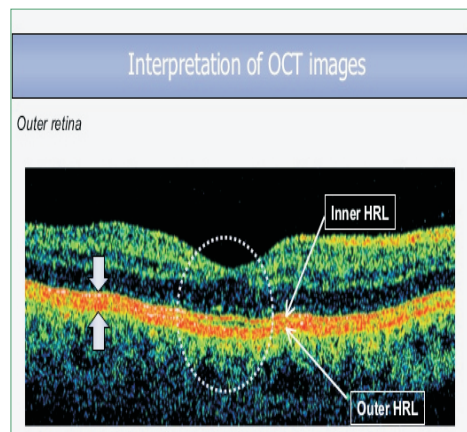 Interpretation of OCT images
Outer retina
Inner HRL
Outer HRL